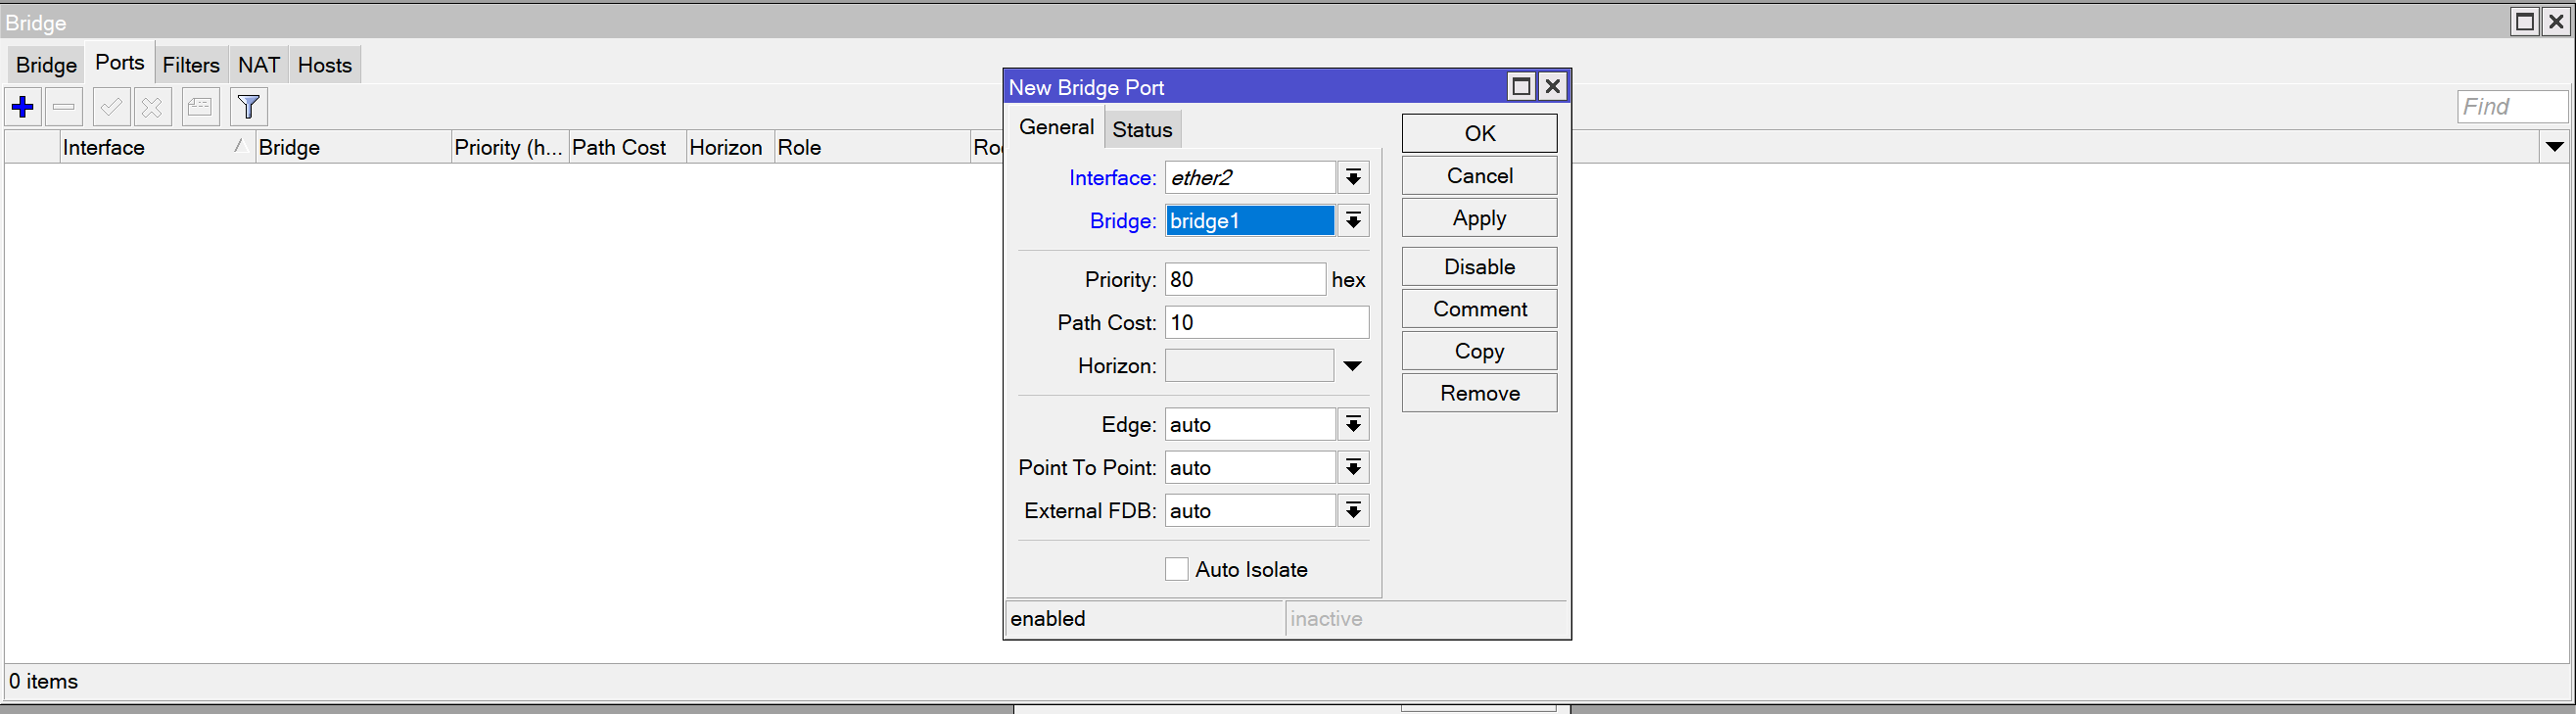 Bridge
Bridge Ports Filters NAT Hosts
Find
Interface Bridge Priority (h... Path Cost Horizon Role
0 items
New Bridge Port
General Status
Interface: ether2
Bridge: bridge1
Priority: 80 hex
Path Cost: 10
Horizon:
Edge: auto
Point To Point: auto
External FDB: auto
Auto Isolate
enabled inactive
OK
Cancel
Apply
Disable
Comment
Copy
Remove